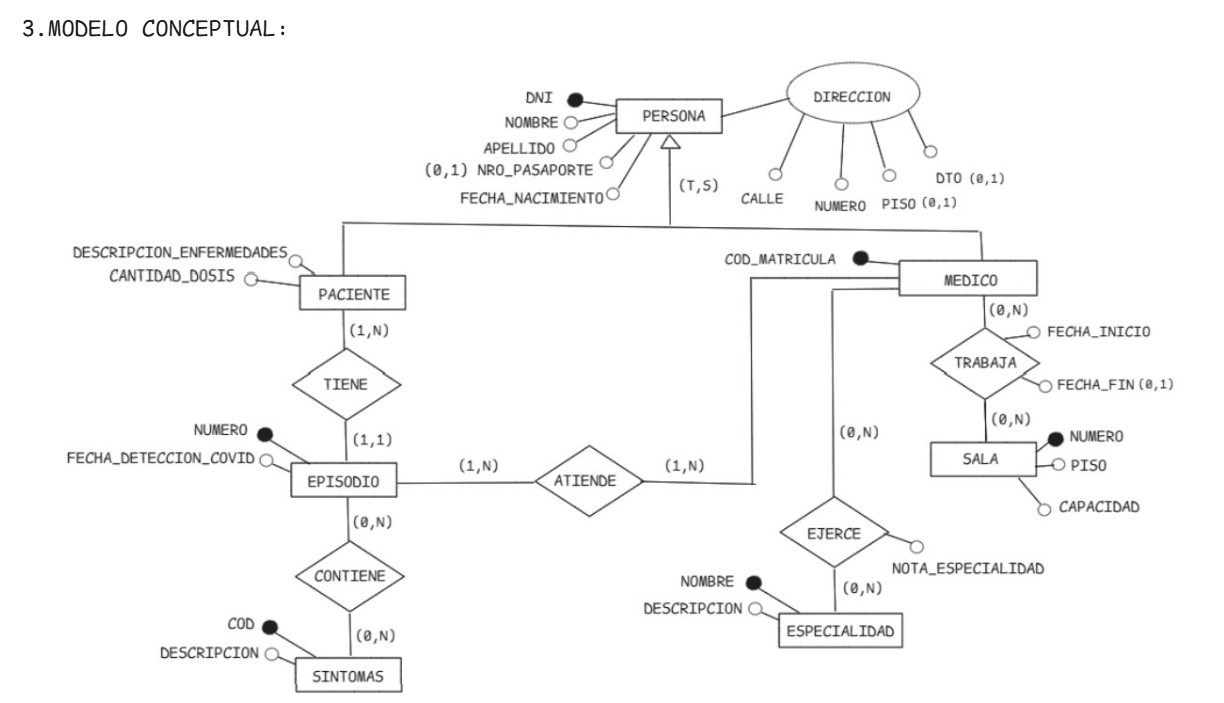 3.MODELO CONCEPTUAL:
DNI
NOMBRE
APELLIDO
(0,1) NRO_PASAPORTE
FECHA_NACIMIENTO
PERSONA
DIRECCION
CALLE
NUMERO
PISO (0,1)
DTO (0,1)
(T,S)
DESCRIPCION_ENFERMEDADES
CANTIDAD_DOSIS
PACIENTE
COD_MATRICULA
MEDICO
(1,N)
TIENE
(1,1)
(0,N)
TRABAJA
FECHA_INICIO
FECHA_FIN (0,1)
(0,N)
SALA
NUMERO
PISO
CAPACIDAD
NUMERO
FECHA_DETECCION_COVID
EPISODIO
(1,N)
ATIENDE
(1,N)
(0,N)
EJERCE
NOTA_ESPECIALIDAD
(0,N)
NOMBRE
DESCRIPCION
ESPECIALIDAD
(0,N)
CONTIENE
(0,N)
COD
DESCRIPCION
SINTOMAS